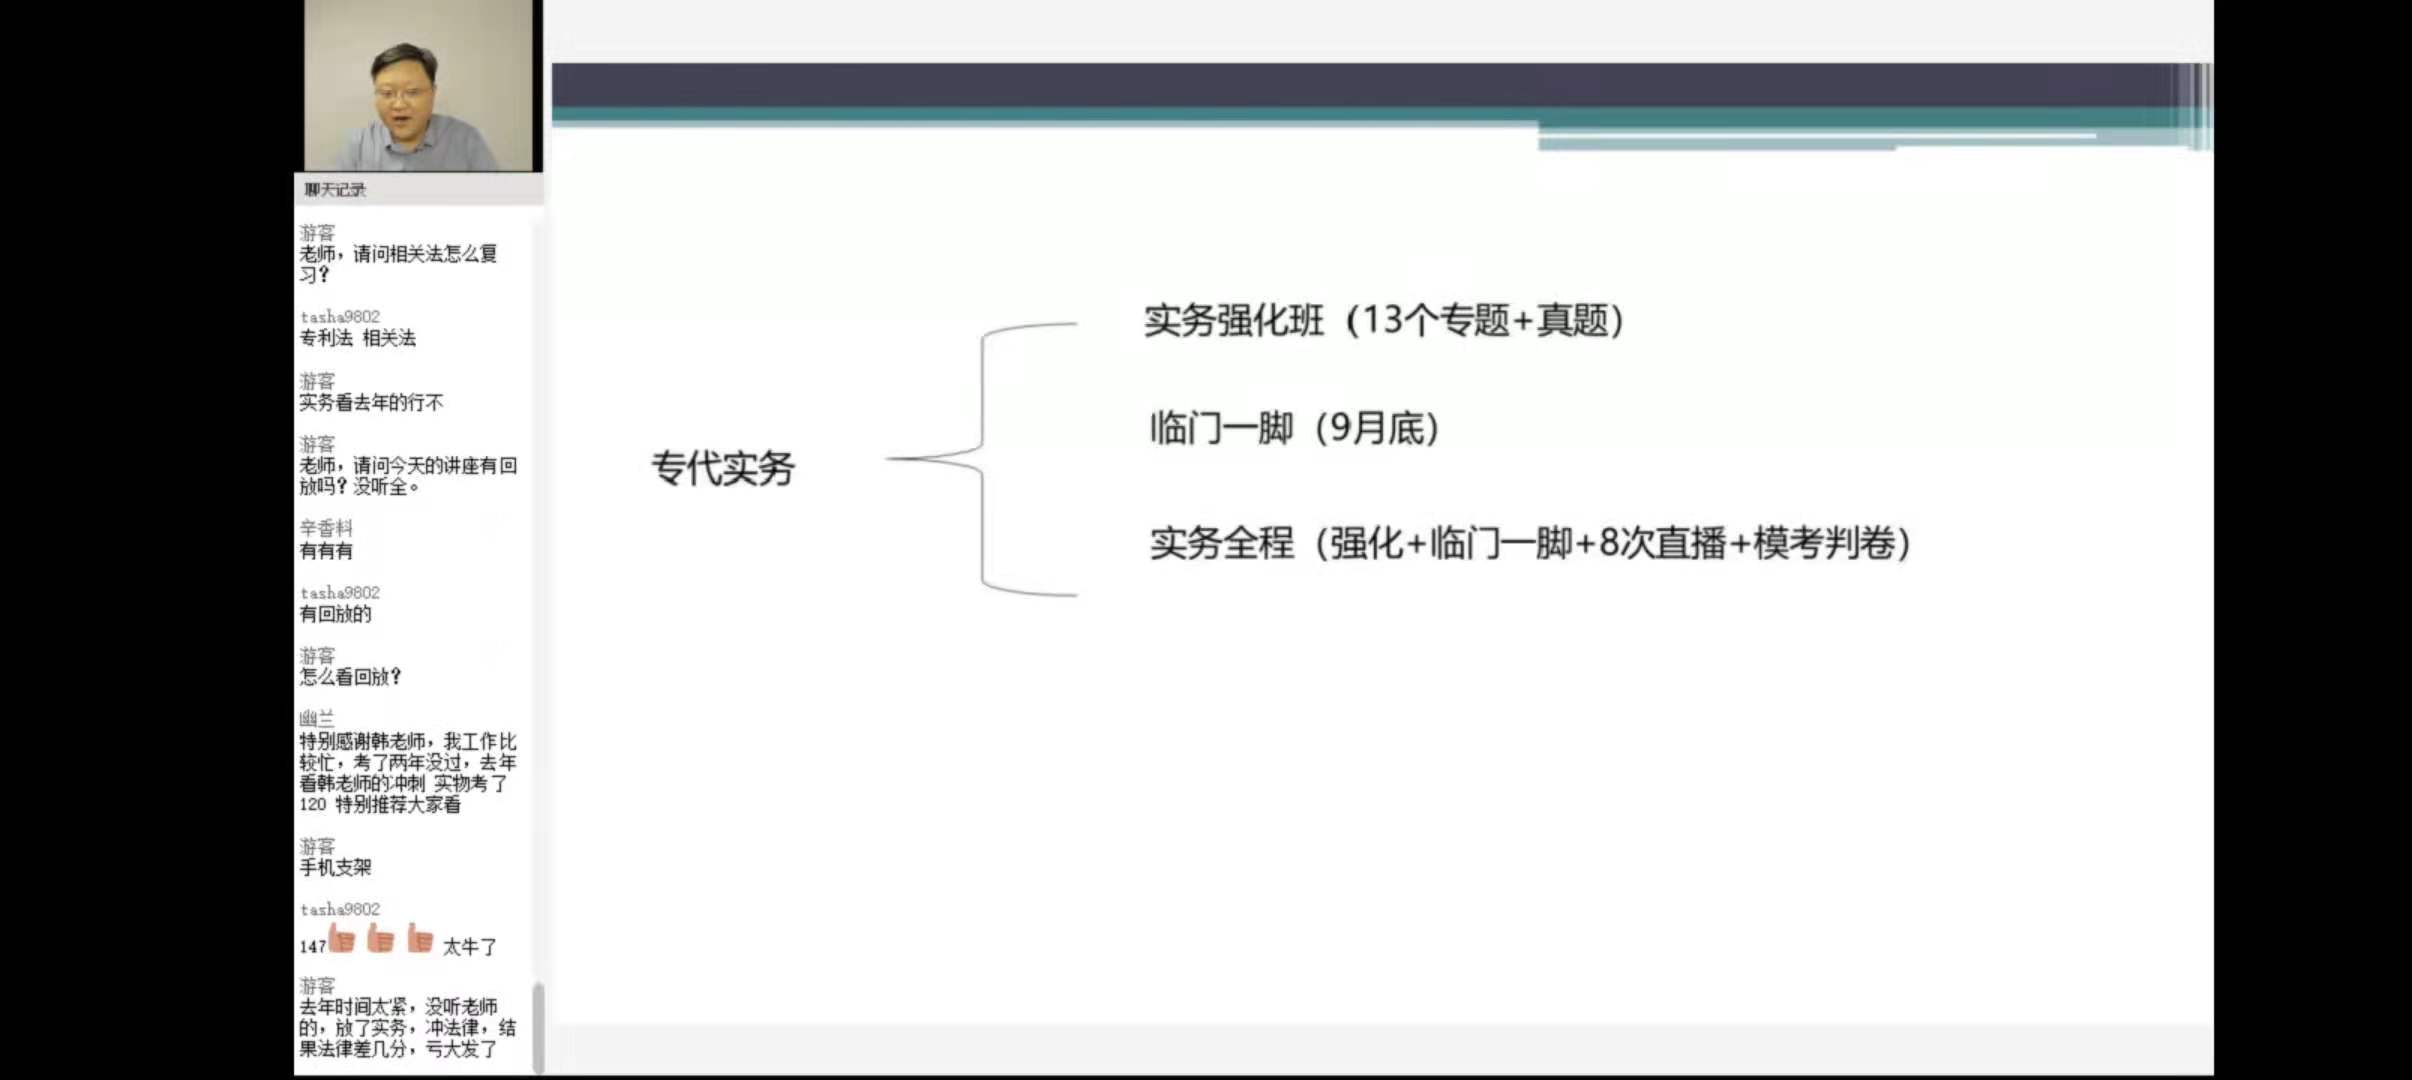 聊天记录
游客
老师，请问相关法怎么复
习？
tasha9802
专利法 相关法
游客
实务看去年的行不
游客
老师，请问今天的讲座有回
放吗？没听全。
辛香料
有有有
tasha9802
有回放的
游客
怎么看回放？
幽兰
特别感谢韩老师，我工作比
较忙，考了两年没过，去年
看韩老师的冲刺 实物考了
120 特别推荐大家看
游客
手机支架
tasha9802
147👍👍👍 太牛了
游客
去年时间太紧，没听老师
的，放了实务，冲法律，结
果法律差几分，亏大发了
专代实务
实务强化班（13个专题+真题）
临门一脚（9月底）
实务全程（强化+临门一脚+8次直播+模考判卷）